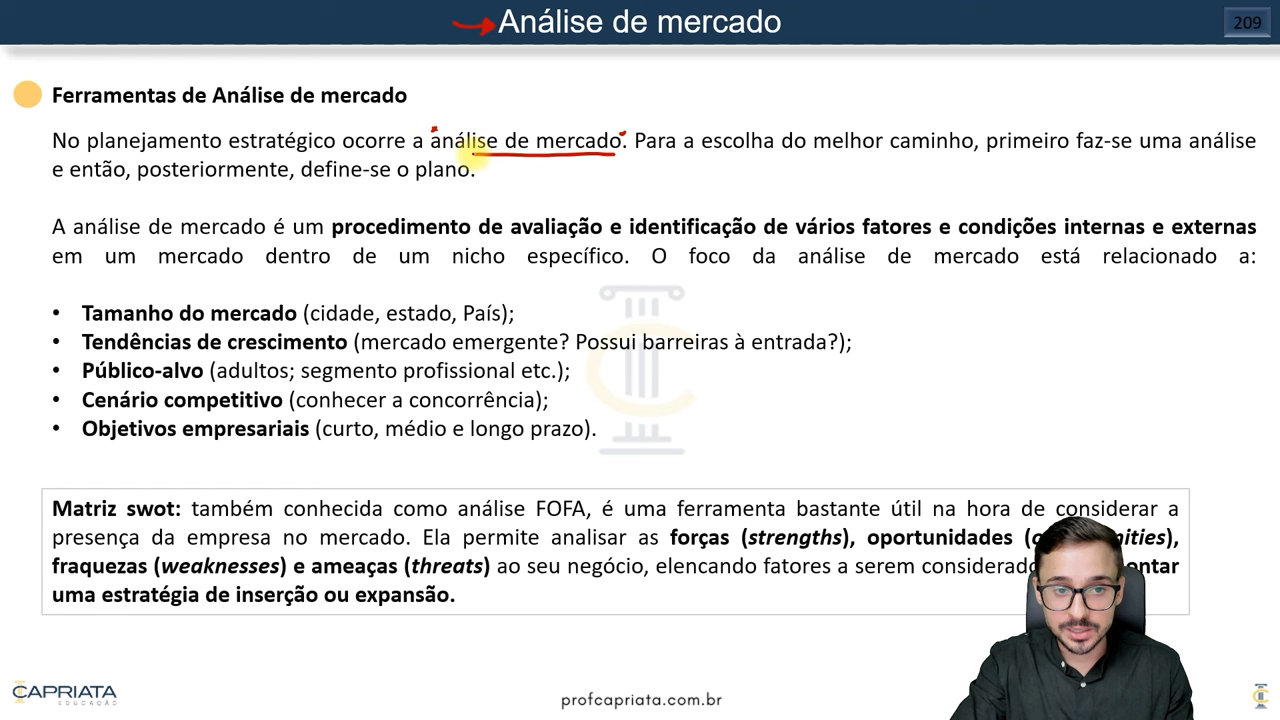 Análise de mercado
209
Ferramentas de Análise de mercado
No planejamento estratégico ocorre a análise de mercado. Para a escolha do melhor caminho, primeiro faz-se uma análise
e então, posteriormente, define-se o plano.
A análise de mercado é um procedimento de avaliação e identificação de vários fatores e condições internas e externas
em um mercado dentro de um nicho específico. O foco da análise de mercado está relacionado a:
• Tamanho do mercado (cidade, estado, País);
• Tendências de crescimento (mercado emergente? Possui barreiras à entrada?);
• Público-alvo (adultos; segmento profissional etc.);
• Cenário competitivo (conhecer a concorrência);
• Objetivos empresariais (curto, médio e longo prazo).
Matriz swot: também conhecida como análise FOFA, é uma ferramenta bastante útil na hora de considerar a
presença da empresa no mercado. Ela permite analisar as forças (strengths), oportunidades
fraquezas (weaknesses) e ameaças (threats) ao seu negócio, elencando fatores a serem
uma estratégia de inserção ou expansão.
CAPRIATA
EDUCAÇÃO
profcapriata.com.br